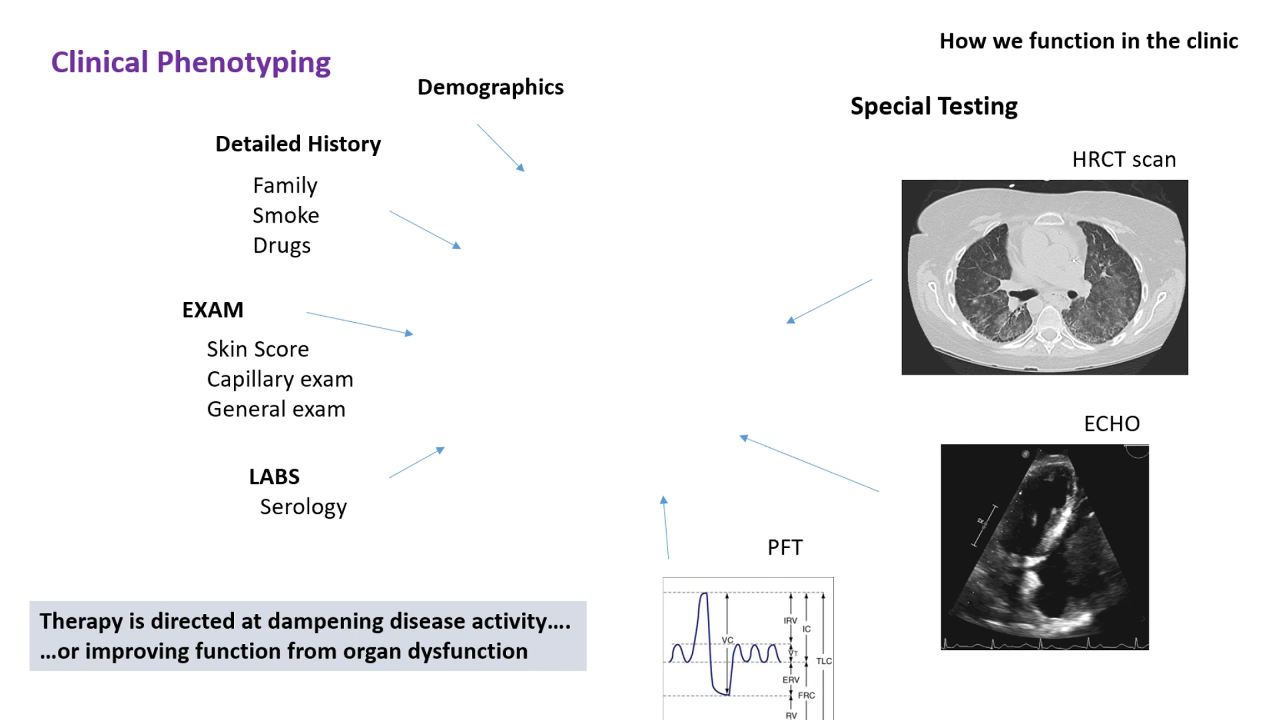 How we function in the clinic
Clinical Phenotyping
Demographics
Special Testing
Detailed History
HRCT scan
Family
Smoke
Drugs
EXAM
Skin Score
Capillary exam
General exam
ECHO
LABS
Serology
PFT
Therapy is directed at dampening disease activity....
...or improving function from organ dysfunction
IRV
IC
VC
VT
TLC
ERV
FRC
RV